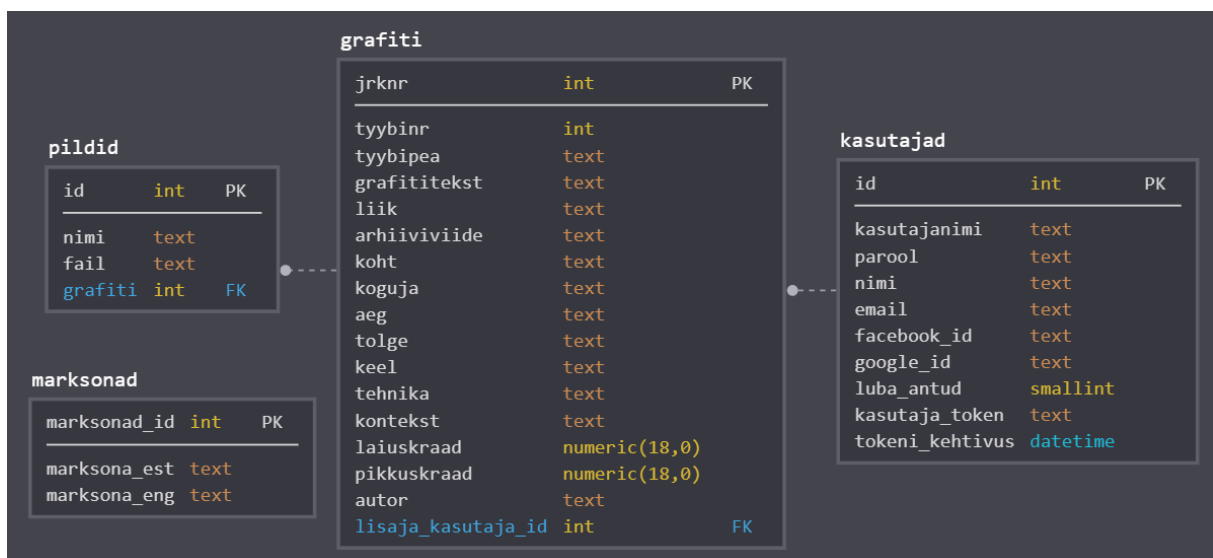 pildid
id int PK
nimi text
fail text
grafiti int FK
marksonad
marksonad_id int PK
marksona_est text
marksona_eng text
grafiti
jrknr int PK
tyybinr int
tyybipea text
grafititekst text
liik text
arhiiviviide text
koht text
koguja text
aeg text
tolge text
keel text
tehnika text
kontekst text
laiuskraad numeric(18,0)
pikkuskraad numeric(18,0)
autor text
lisaja_kasutaja_id int FK
kasutajad
id int PK
kasutajanimi text
parool text
nimi text
email text
facebook_id text
google_id text
luba_antud smallint
kasutaja_token text
tokeni_kehtivus datetime